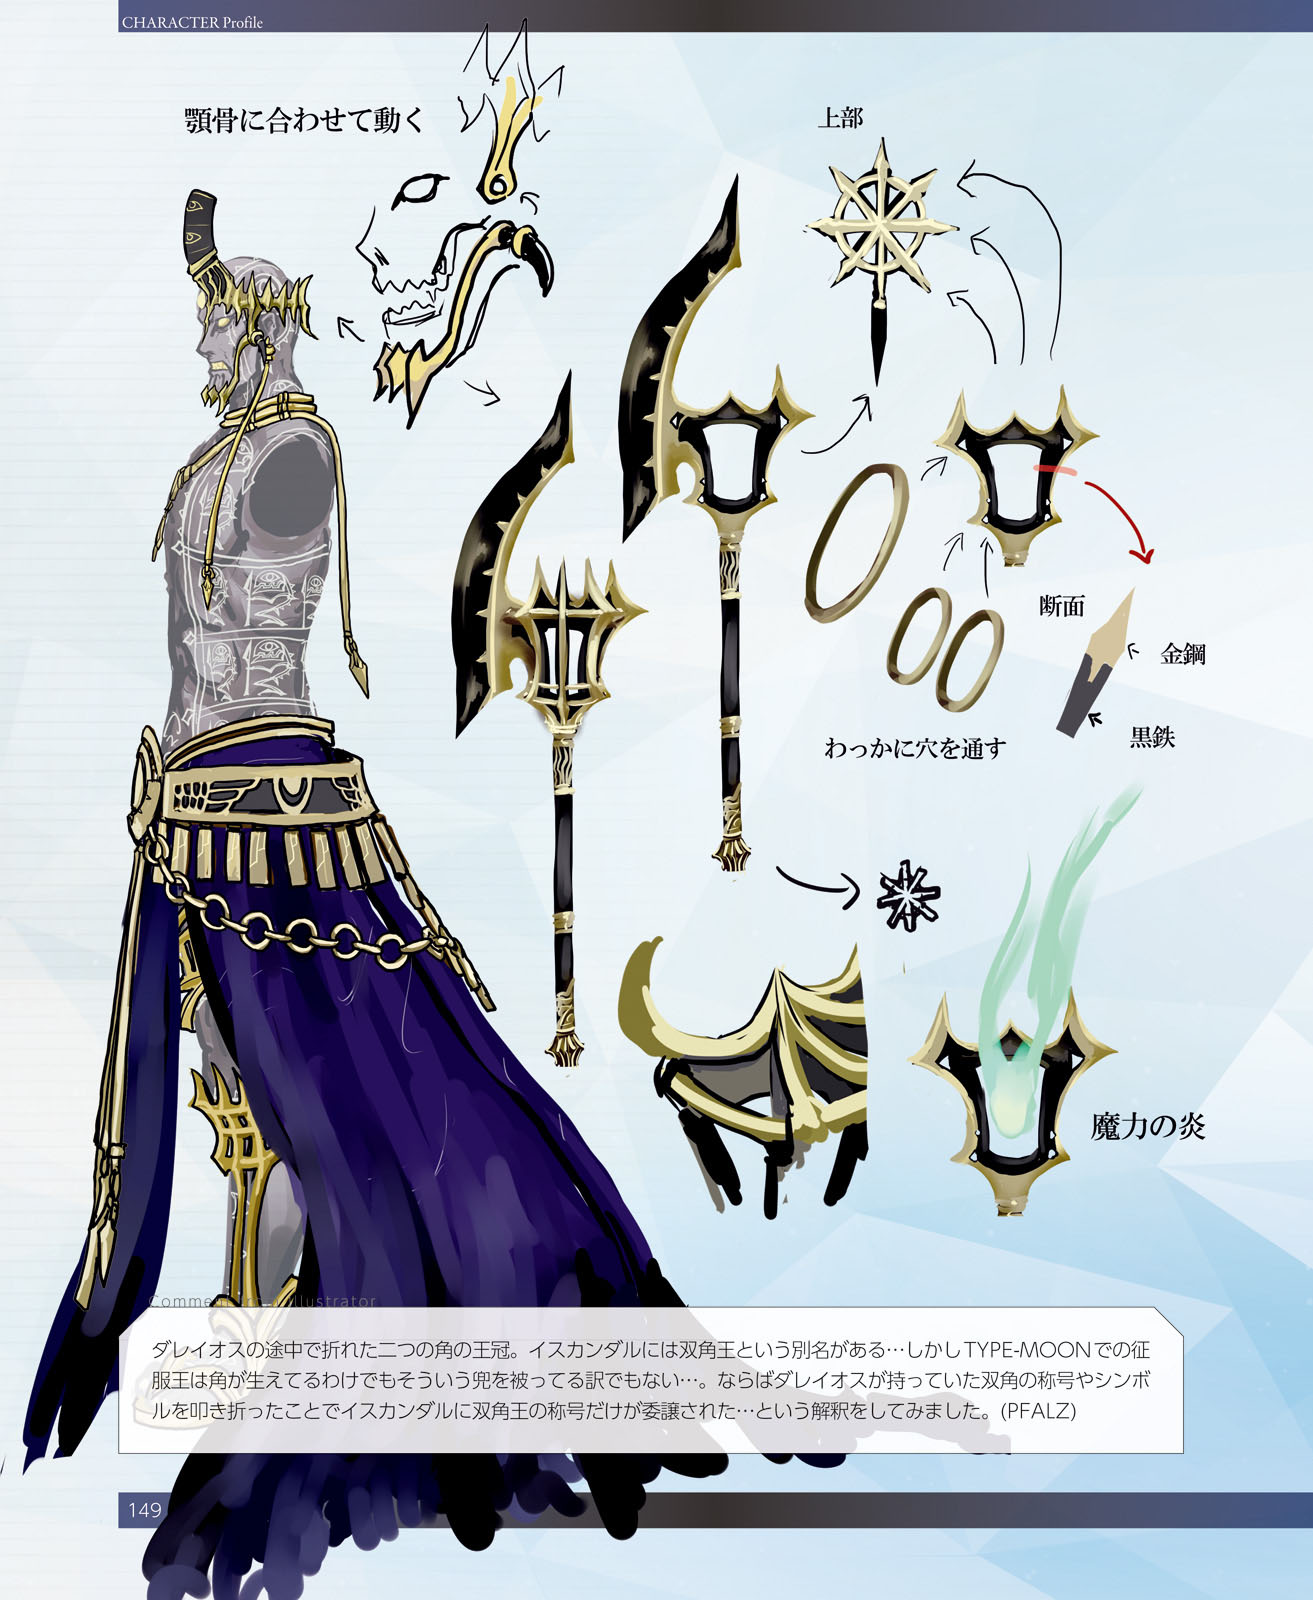 CHARACTER Profile
顎骨に合わせて動く
上部
断面
金鋼
黒鉄
わっかに穴を通す
魔力の炎
Comment from Illustrator
ダレイオスの途中で折れた二つの角の王冠。イスカンダルには双角王という別名がある…しかしTYPE-MOONでの征
服王は角が生えてるわけでもそういう兜を被ってる訳でもない…。ならばダレイオスが持っていた双角の称号やシンボ
ルを叩き折ったことでイスカンダルに双角王の称号だけが委譲された…という解釈をしてみました。(PFALZ)
149